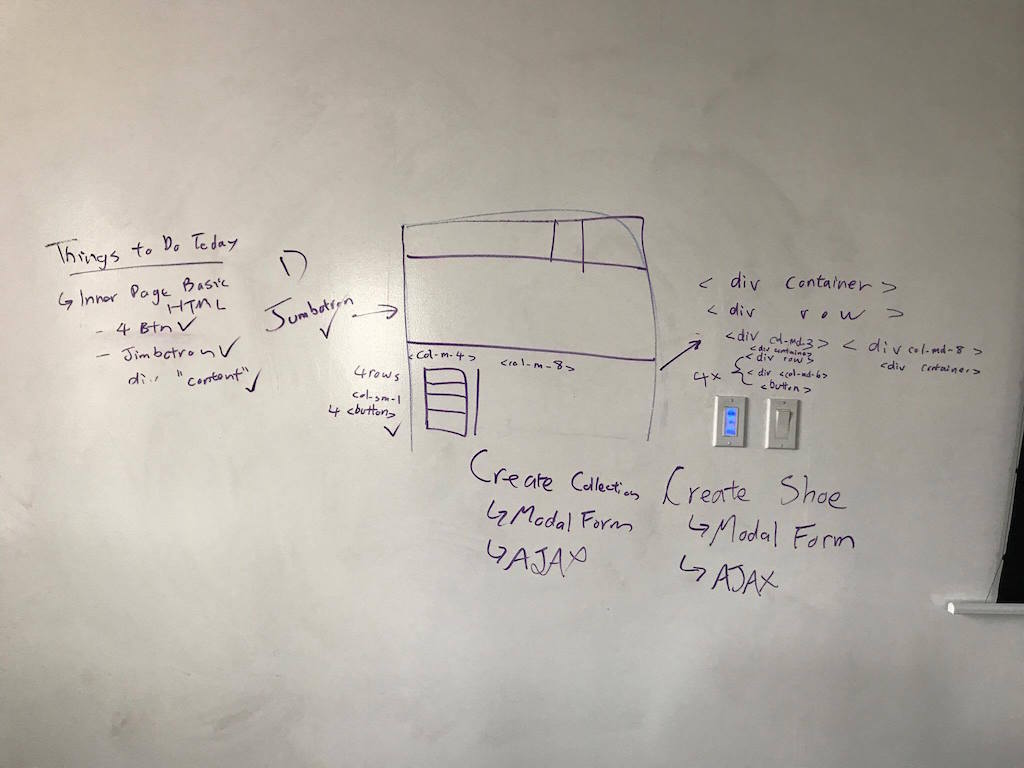 Things to Do Today
↳ Inner Page Basic
HTML
- 4 Btn ✓
- Jimbotron ✓
"content" ✓
1)
Jumbotron →
✓
<col-m-4>
<col-m-8>
4 rows
col-sm-1
4 <button>
✓
< div container >
< div row >
<div col-md-3> < div col-md-8 >
<div container>
<div container>
<div rows
4x
<div <col-md-6>
<button>
Create Collection
↳ Modal Form
↳ AJAX
Create Shoe
↳ Modal Form
↳ AJAX